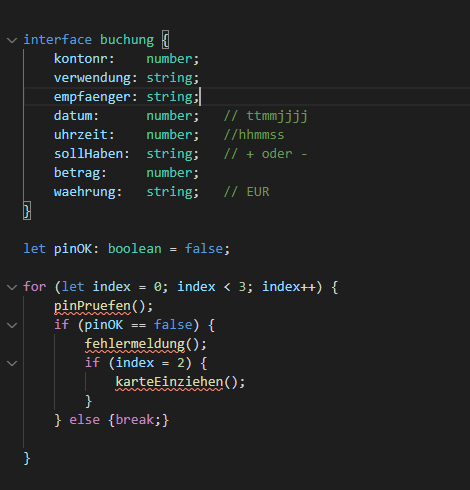 interface buchung {
    kontonr:    number;
    verwendung: string;
    empfaenger: string;
    datum:      number;   // ttmmjjjj
    uhrzeit:    number;   //hhmmss
    sollHaben:  string;   // + oder -
    betrag:     number;
    waehrung:   string;   // EUR
}
let pinOK: boolean = false;
for (let index = 0; index < 3; index++) {
    pinPruefen();
    if (pinOK == false) {
        fehlermeldung();
        if (index = 2) {
            karteEinziehen();
        }
    } else {break;}
}